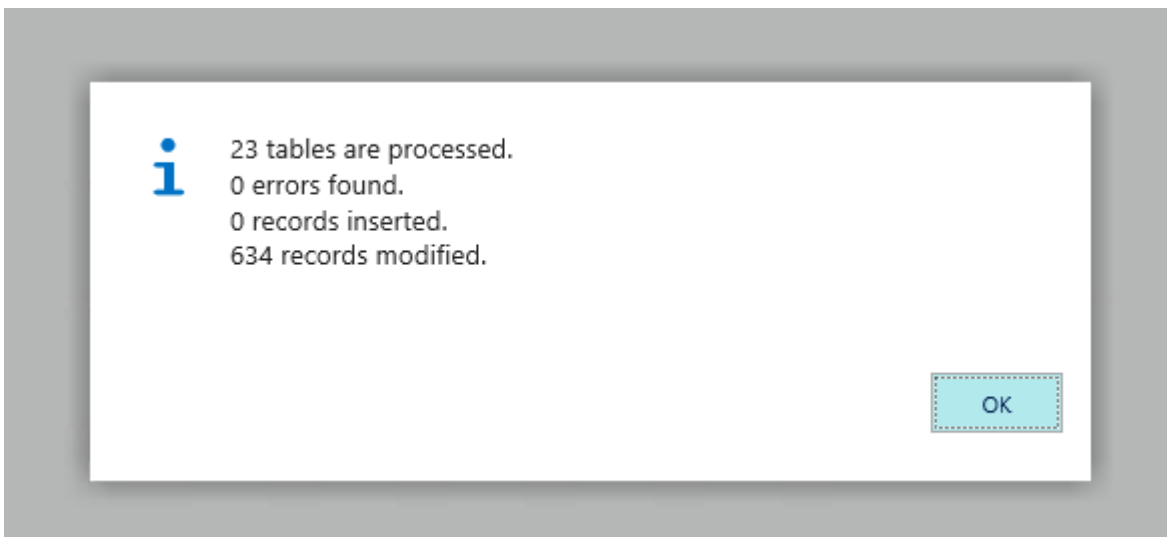 23 tables are processed.
0 errors found.
0 records inserted.
634 records modified.
OK